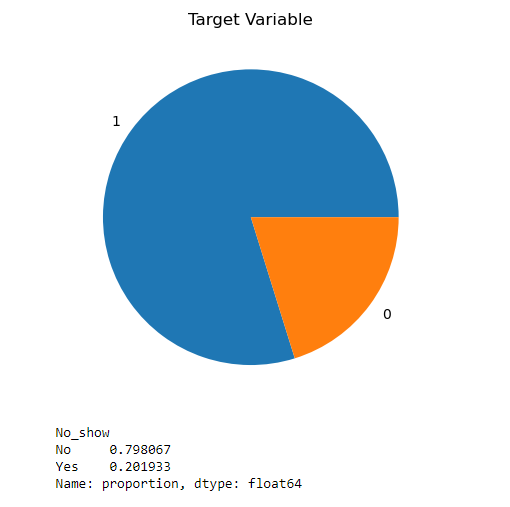 Target Variable
1
0
No_show
No     0.798067
Yes    0.201933
Name: proportion, dtype: float64